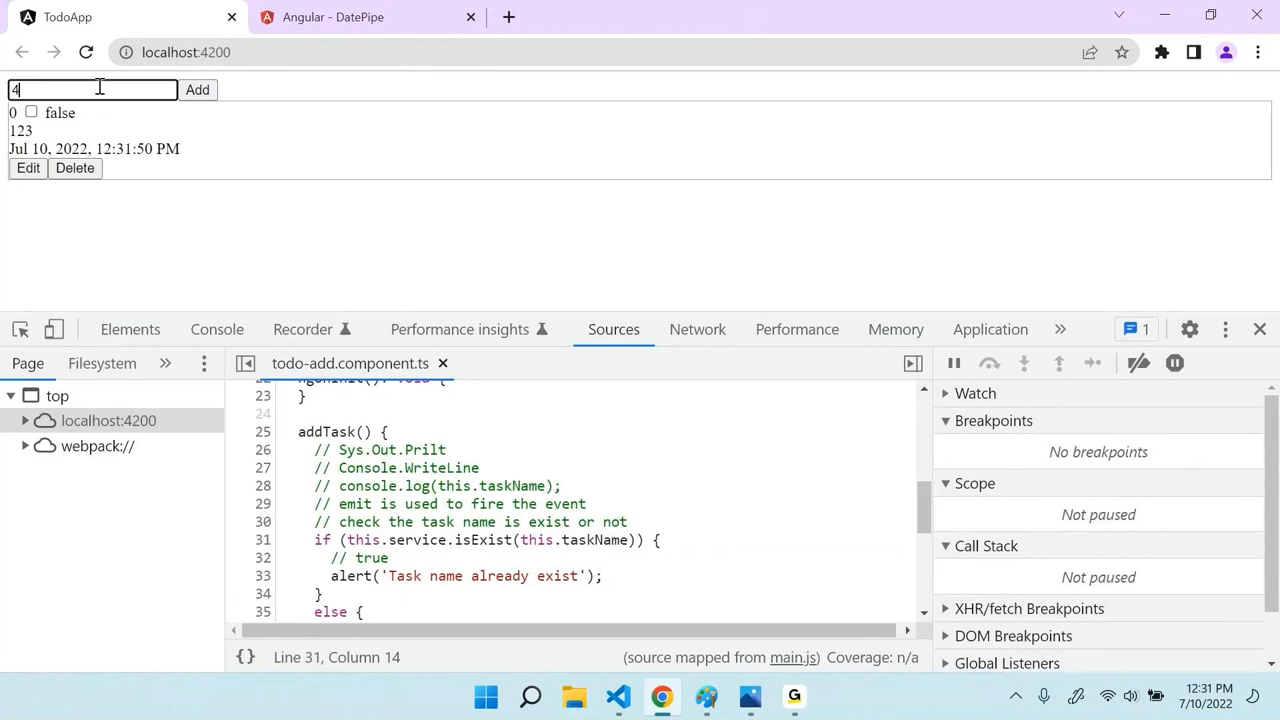 TodoApp
Angular - DatePipe
localhost:4200
4
Add
0 false
123
Jul 10, 2022, 12:31:50 PM
Edit Delete
Elements Console Recorder Performance insights Sources Network Performance Memory Application 1
Page Filesystem
todo-add.component.ts
top
localhost:4200
webpack://
23 }
24
25 addTask() {
26 // Sys.Out.Prilt
27 // Console.WriteLine
28 // console.log(this.taskName);
29 // emit is used to fire the event
30 // check the task name is exist or not
31 if (this.service.isExist(this.taskName)) {
32 // true
33 alert('Task name already exist');
34 }
35 else {
{} Line 31, Column 14 (source mapped from main.js) Coverage: n/a
Watch
Breakpoints
No breakpoints
Scope
Not paused
Call Stack
Not paused
XHR/fetch Breakpoints
DOM Breakpoints
Global Listeners
G
12:31 PM
7/10/2022